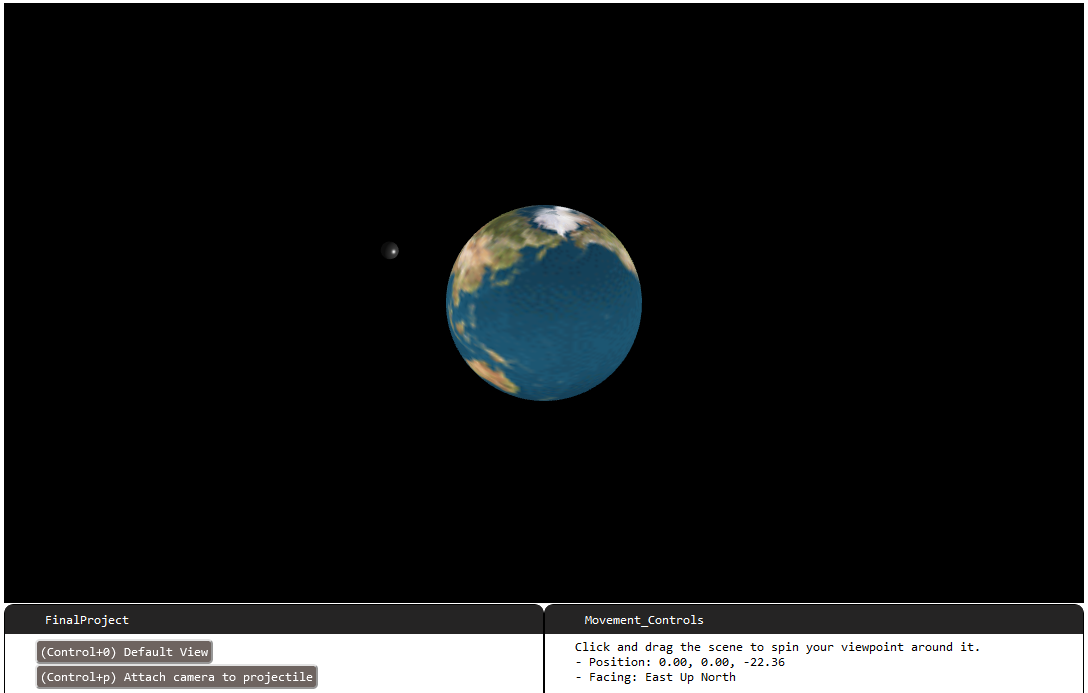 FinalProject
(Control+0) Default View
(Control+p) Attach camera to projectile
Movement_Controls
Click and drag the scene to spin your viewpoint around it.
- Position: 0.00, 0.00, -22.36
- Facing: East Up North